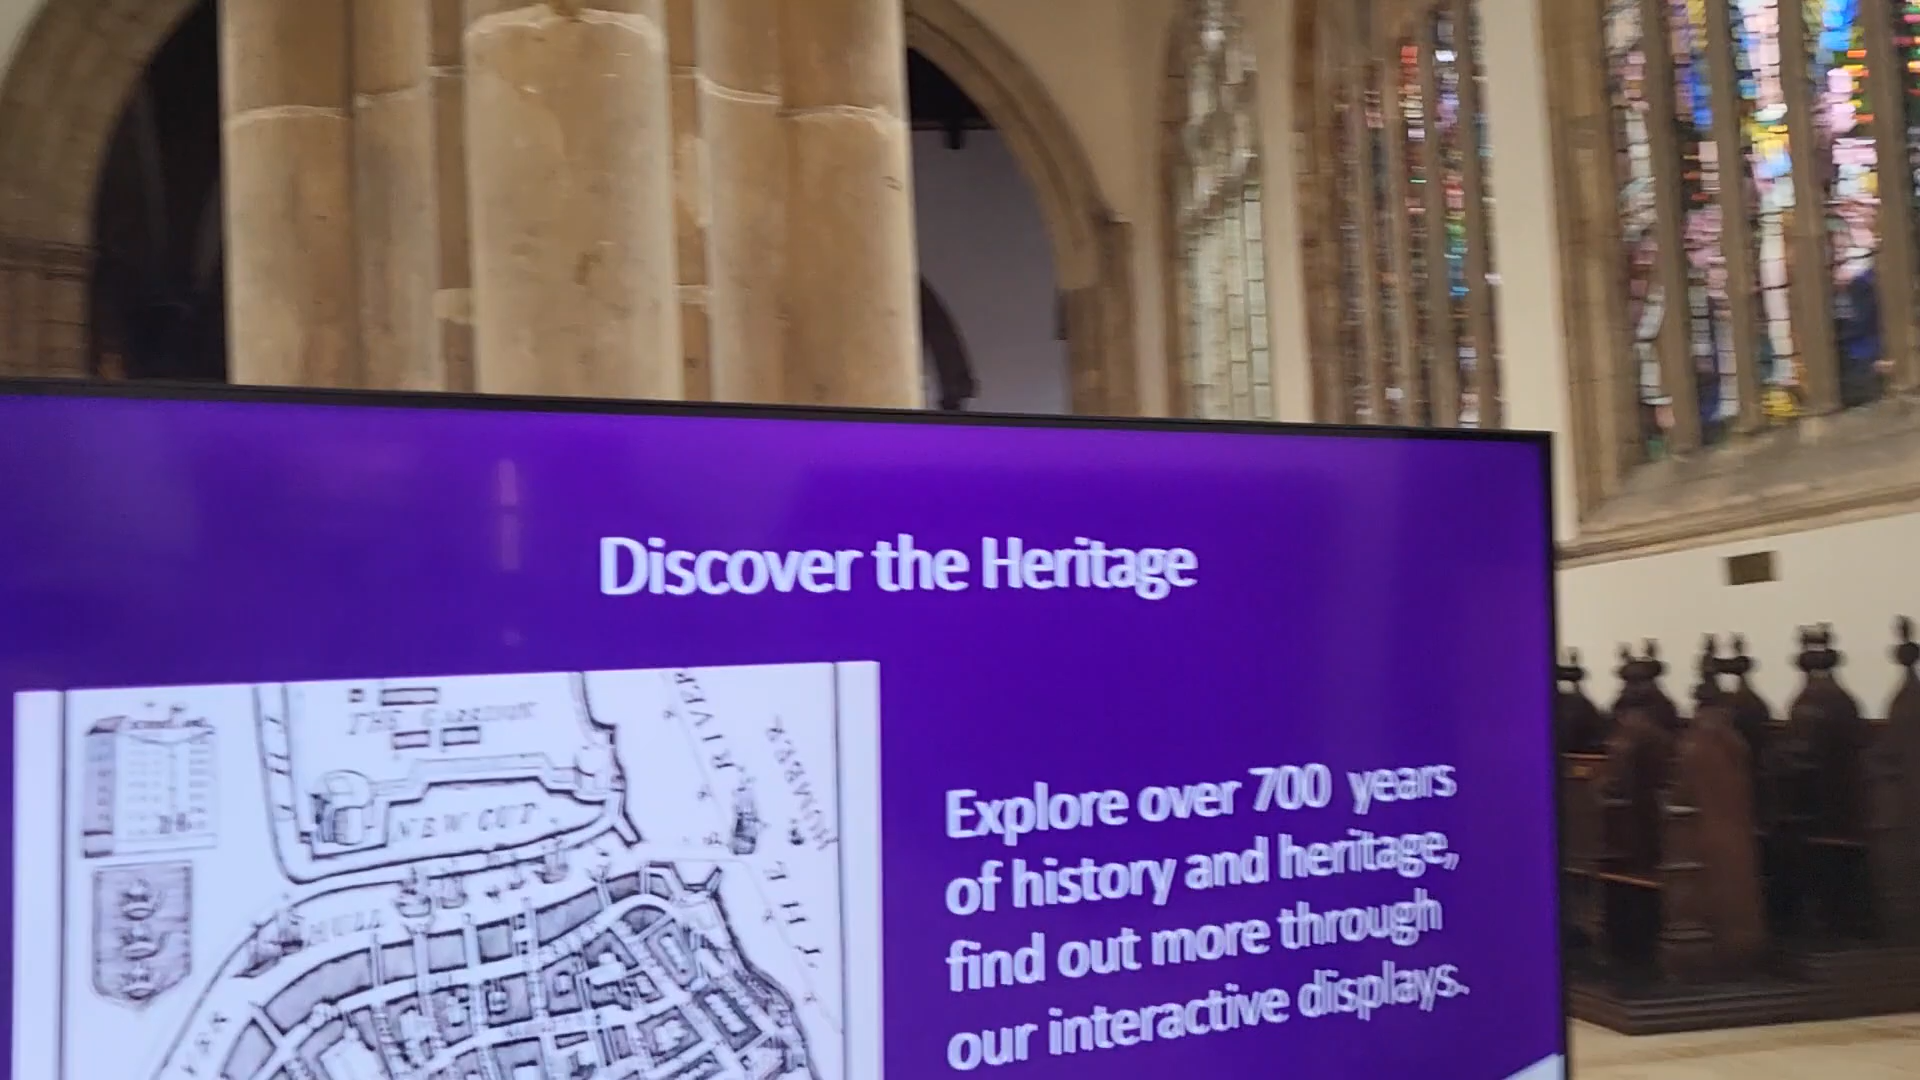 Discover the Heritage
Explore over 700 years
of history and heritage,
find out more through
our interactive displays.
THE GARRISON
NEW CUT
HULL
RIVER
HUMBER
THE